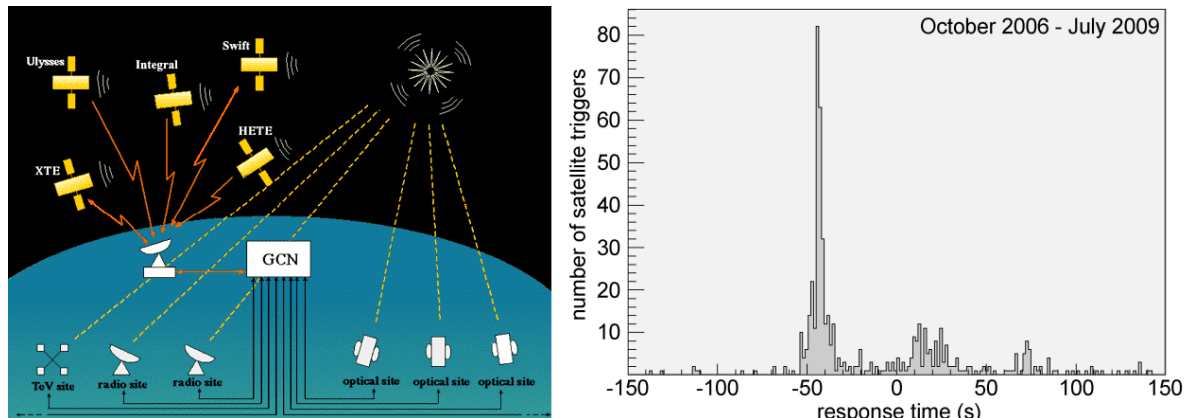 Ulysses
Integral
Swift
HETE
XTE
GCN
TeV site
radio site
radio site
optical site
optical site
optical site
October 2006 - July 2009
number of satellite triggers
80
70
60
50
40
30
20
10
-150
-100
-50
0
50
100
150
response time (s)